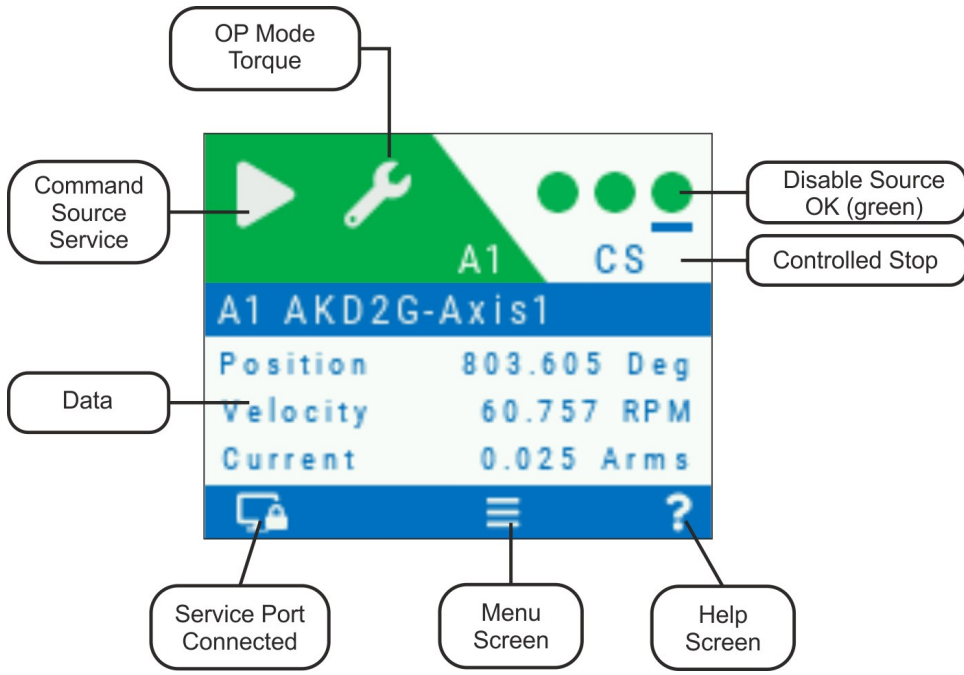 OP Mode
Torque
Command
Source
Service
Disable Source
OK (green)
A1
CS
Controlled Stop
A1 AKD2G-Axis1
Position 803.605 Deg
Data
Velocity 60.757 RPM
Current 0.025 Arms
?
Service Port
Connected
Menu
Screen
Help
Screen